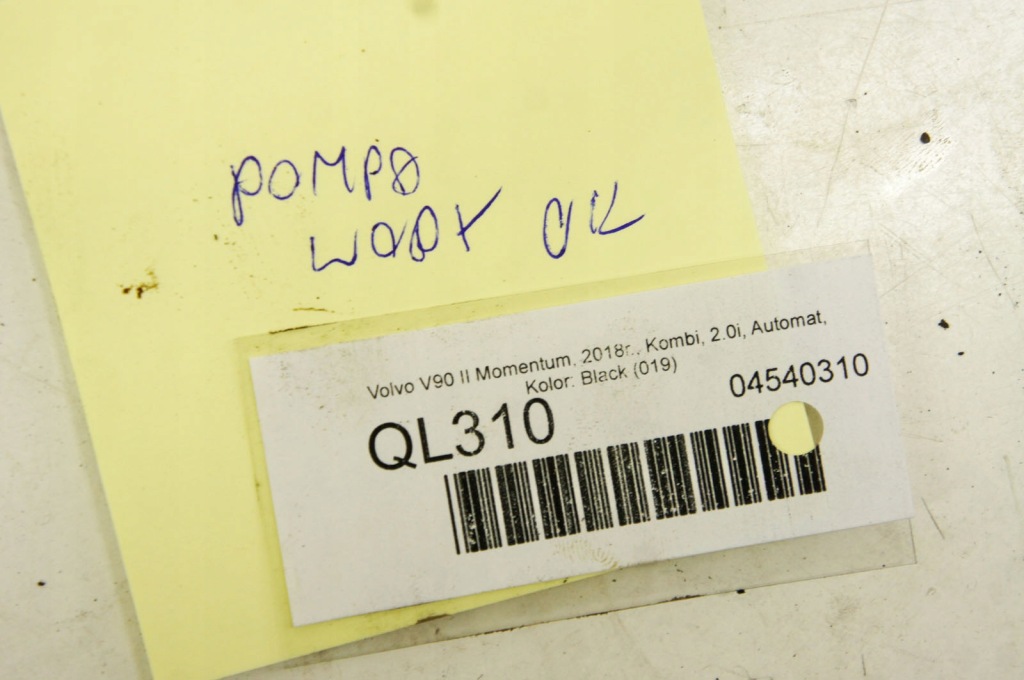 POMPA
WODY OK
Volvo V90 II Momentum, 2018r., Kombi, 2.0i, Automat,
Kolor: Black (019)
04540310
QL310